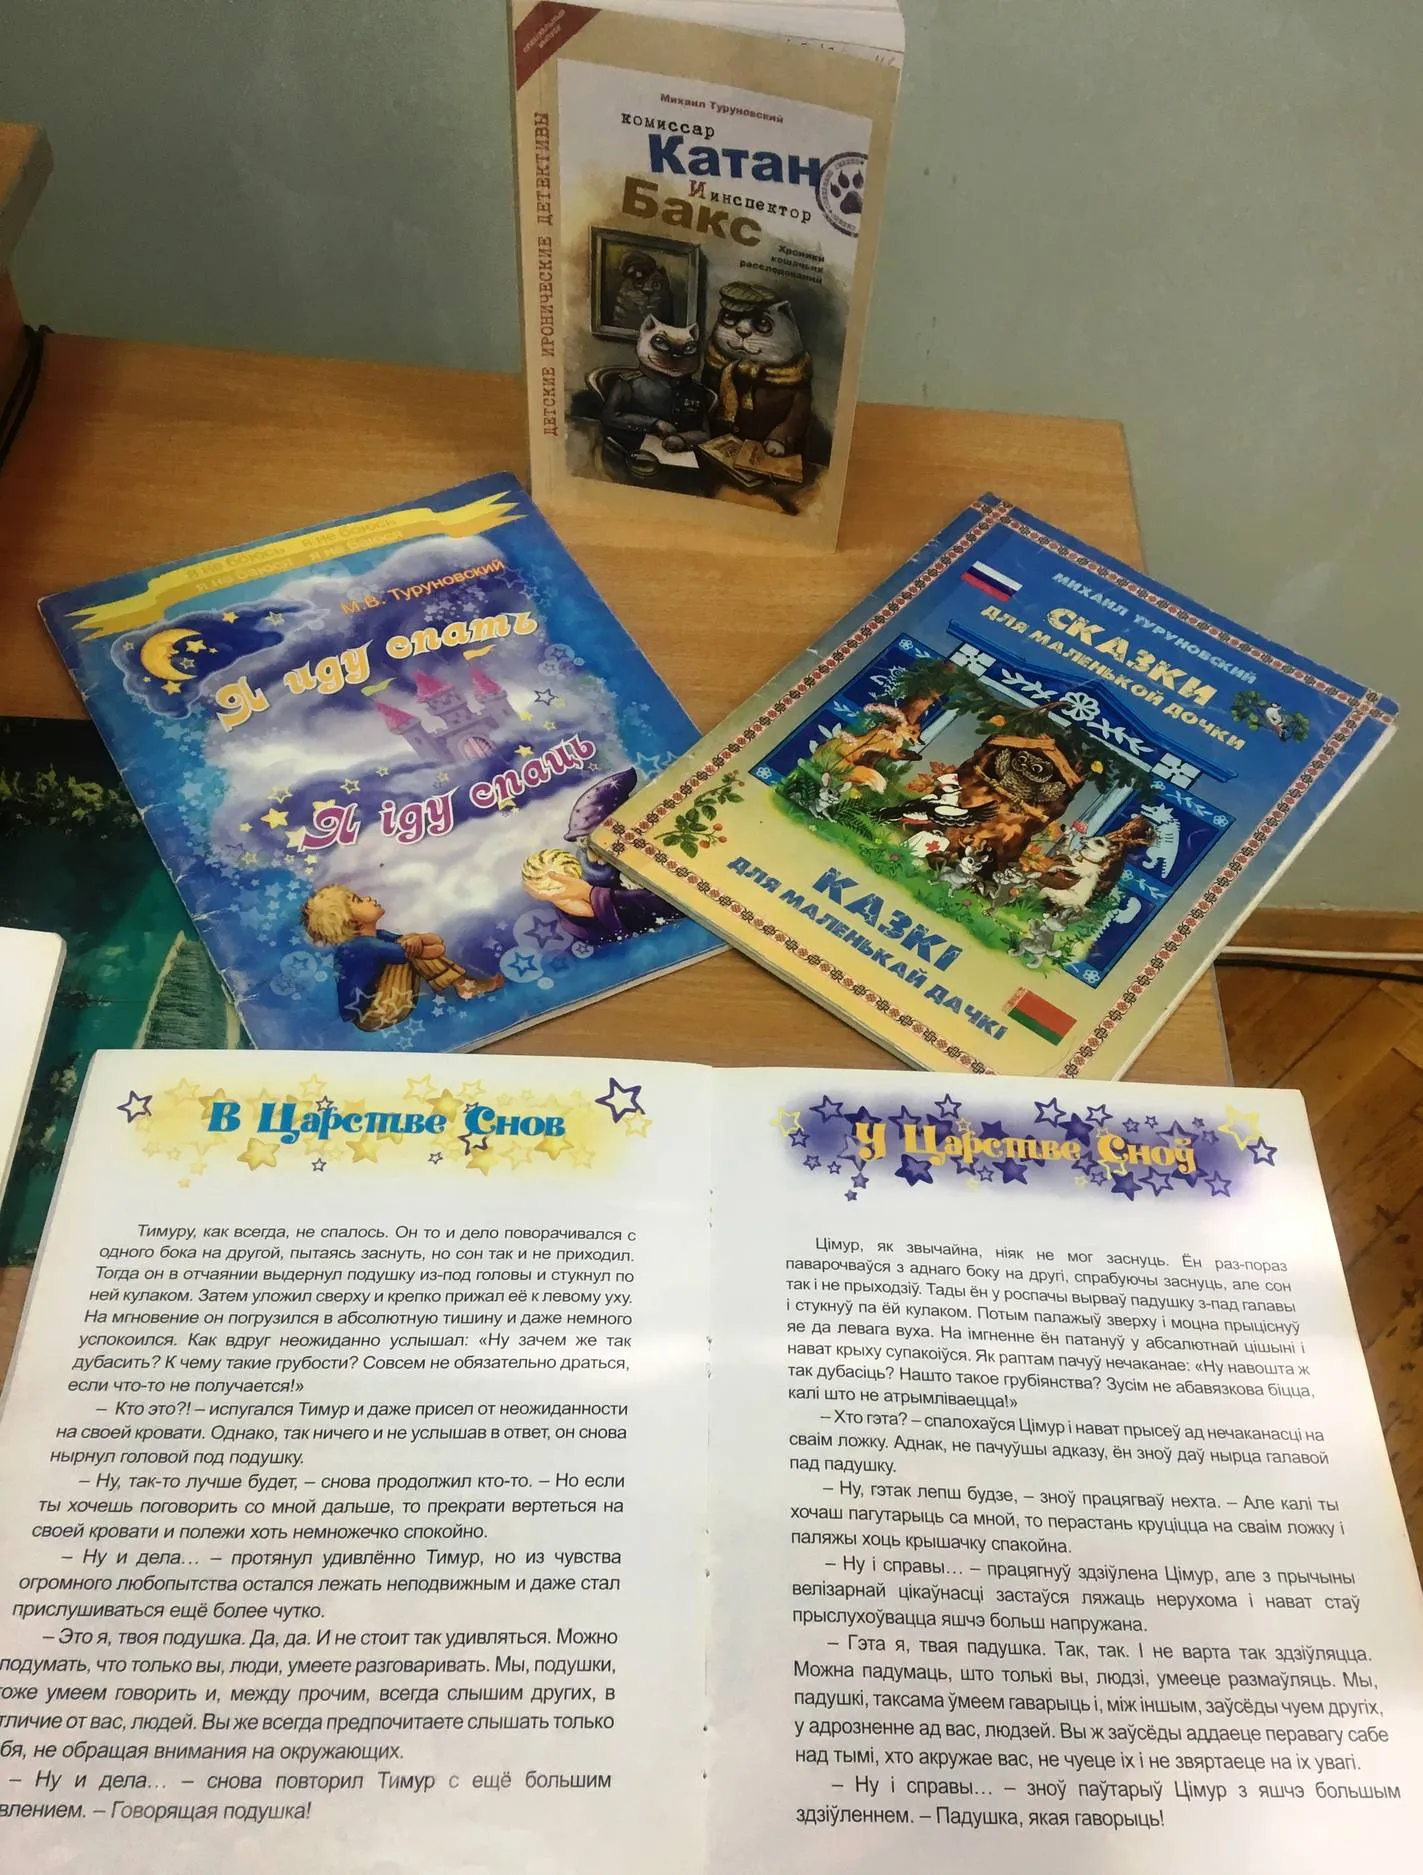 специальный
выпуск
ДЕТСКИЕ ИРОНИЧЕСКИЕ ДЕТЕКТИВЫ
Михаил Туруновский
комиссар
Катан
И инспектор
Бакс
Хроники
кошачьих
расследований
Я не боюсь Я не боюсь
Я не боюся Я не боюся
М.В. Туруновский
Я иду спать
Я іду спаць
МИХАИЛ ТУРУНОВСКИЙ
СКАЗКИ
ДЛЯ МАЛЕНЬКОЙ ДОЧКИ
КАЗКІ
ДЛЯ МАЛЕНЬКАЙ ДАЧКІ
В Царстве Снов
Тимуру, как всегда, не спалось. Он то и дело поворачивался с
одного бока на другой, пытаясь заснуть, но сон так и не приходил.
Тогда он в отчаянии выдернул подушку из-под головы и стукнул по
ней кулаком. Затем уложил сверху и крепко прижал её к левому уху.
На мгновение он погрузился в абсолютную тишину и даже немного
успокоился. Как вдруг неожиданно услышал: «Ну зачем же так
дубасить? К чему такие грубости? Совсем не обязательно драться,
если что-то не получается!»
– Кто это?! – испугался Тимур и даже присел от неожиданности
на своей кровати. Однако, так ничего и не услышав в ответ, он снова
нырнул головой под подушку.
– Ну, так-то лучше будет, – снова продолжил кто-то. – Но если
ты хочешь поговорить со мной дальше, то прекрати вертеться на
своей кровати и полежи хоть немножечко спокойно.
– Ну и дела… – протянул удивлённо Тимур, но из чувства
огромного любопытства остался лежать неподвижным и даже стал
прислушиваться ещё более чутко.
– Это я, твоя подушка. Да, да. И не стоит так удивляться. Можно
подумать, что только вы, люди, умеете разговаривать. Мы, подушки,
оже умеем говорить и, между прочим, всегда слышим других, в
тличие от вас, людей. Вы же всегда предпочитаете слышать только
бя, не обращая внимания на окружающих.
– Ну и дела… – снова повторил Тимур с ещё большим
влением. – Говорящая подушка!
У Царстве Сноў
Цімур, як звычайна, ніяк не мог заснуць. Ён раз-пораз
паварочваўся з аднаго боку на другі, спрабуючы заснуць, але сон
так і не прыходзіў. Тады ён у роспачы вырваў падушку з-пад галавы
і стукнуў па ёй кулаком. Потым палажыў зверху і моцна прыціснуў
яе да левага вуха. На імгненне ён патануў у абсалютнай цішыні і
нават крыху супакоіўся. Як раптам пачуў нечаканае: «Ну навошта ж
так дубасіць? Нашто такое грубіянства? Зусім не абавязкова біцца,
калі што не атрымліваецца!»
– Хто гэта? – спалохаўся Цімур і нават прысеў ад нечаканасці на
сваім ложку. Аднак, не пачуўшы адказу, ён зноў даў нырца галавой
пад падушку.
– Ну, гэтак лепш будзе, – зноў працягваў нехта. – Але калі ты
хочаш пагутарыць са мной, то перастань круціцца на сваім ложку і
паляжы хоць крышачку спакойна.
– Ну і справы… – працягнуў здзіўлена Цімур, але з прычыны
велізарнай цікаўнасці застаўся ляжаць нерухома і нават стаў
прыслухоўвацца яшчэ больш напружана.
– Гэта я, твая падушка. Так, так. І не варта так здзіўляцца.
Можна падумаць, што толькі вы, людзі, умееце размаўляць. Мы,
падушкі, таксама ўмеем гаварыць і, між іншым, заўсёды чуем другіх,
у адрозненне ад вас, людзей. Вы ж заўсёды аддаеце перавагу сабе
над тымі, хто акружае вас, не чуеце іх і не звяртаеце на іх увагі.
– Ну і справы… – зноў паўтарыў Цімур з яшчэ большым
здзіўленнем. – Падушка, якая гаворыць!